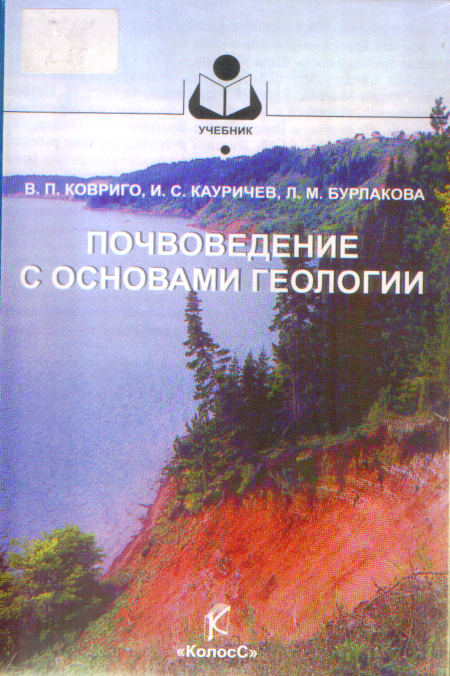 УЧЕБНИК
В. П. КОВРИГО, И. С. КАУРИЧЕВ, Л. М. БУРЛАКОВА
ПОЧВОВЕДЕНИЕ
С ОСНОВАМИ ГЕОЛОГИИ
«КолосС»